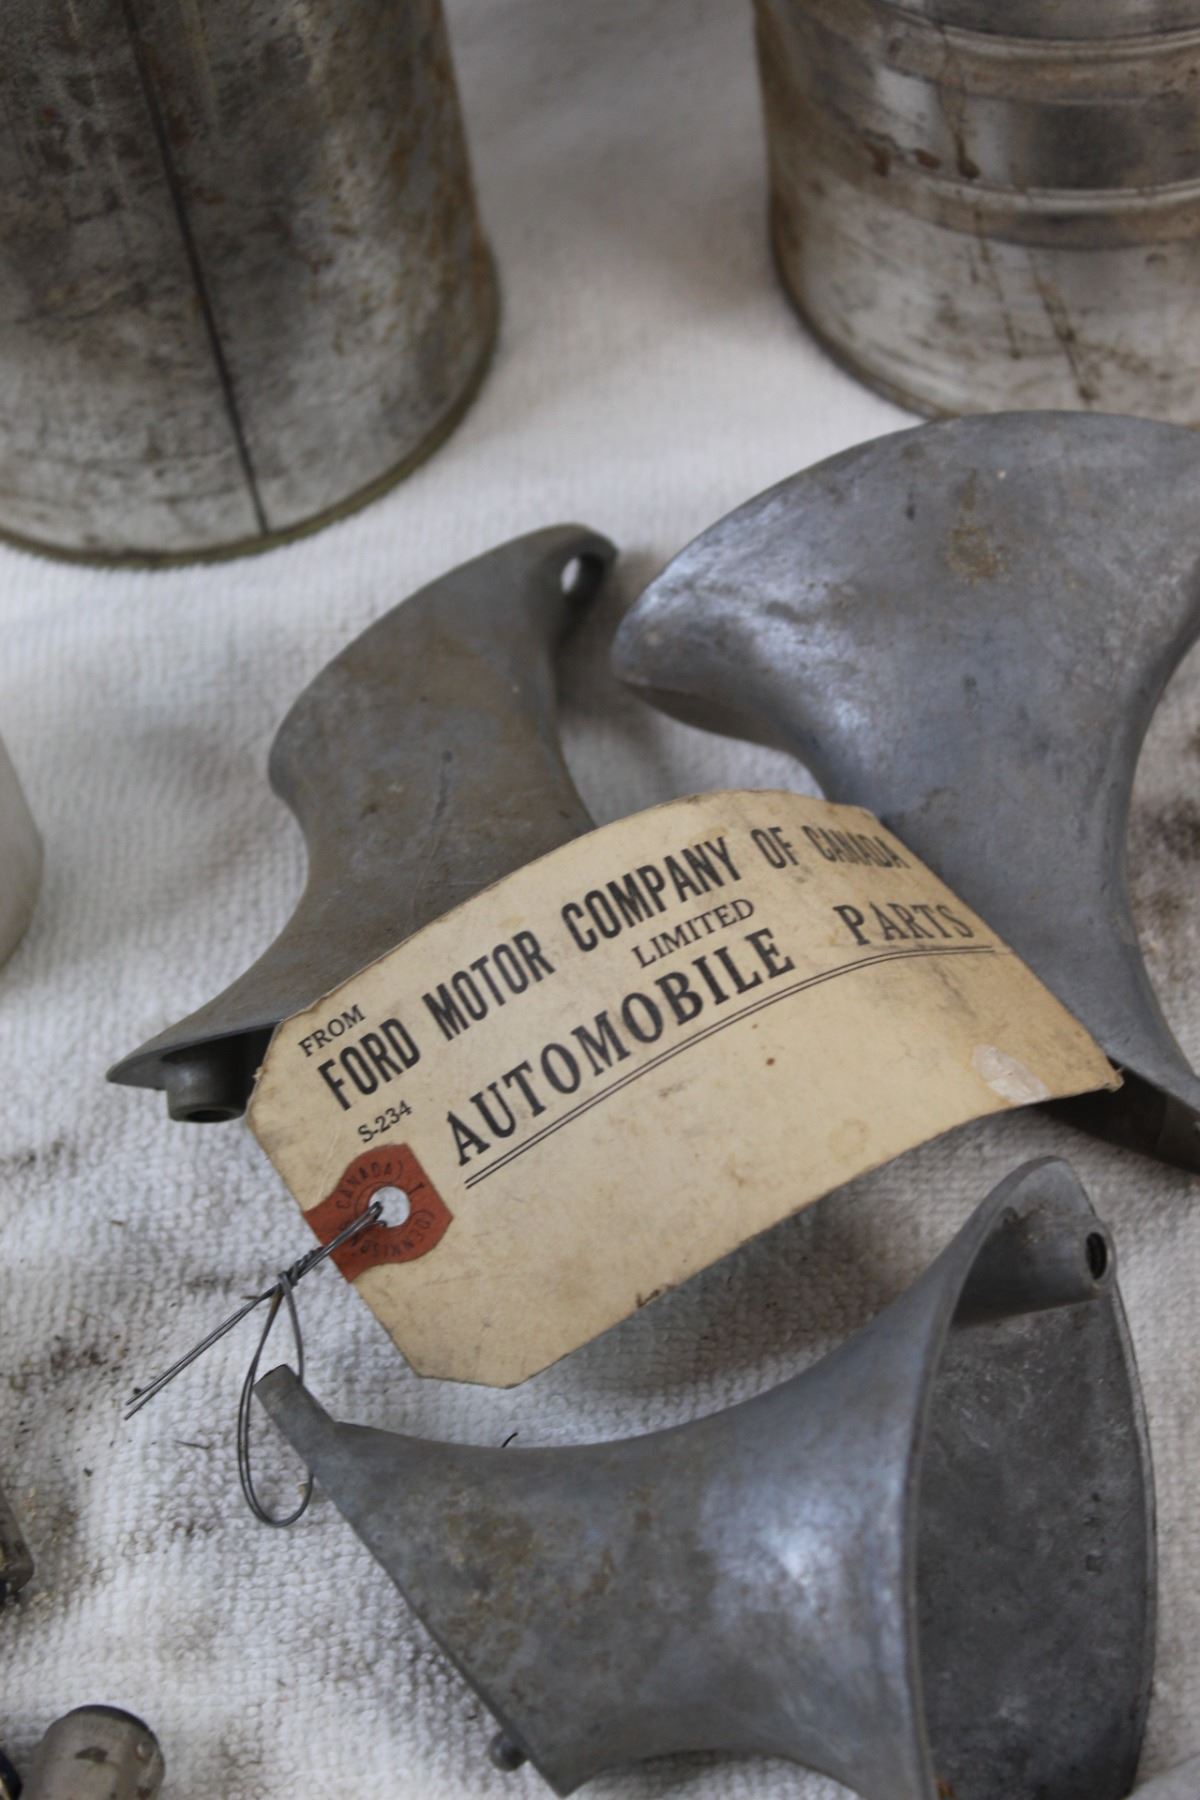 FROM
FORD MOTOR COMPANY OF CANADA
LIMITED
S-234
AUTOMOBILE PARTS
CANADA